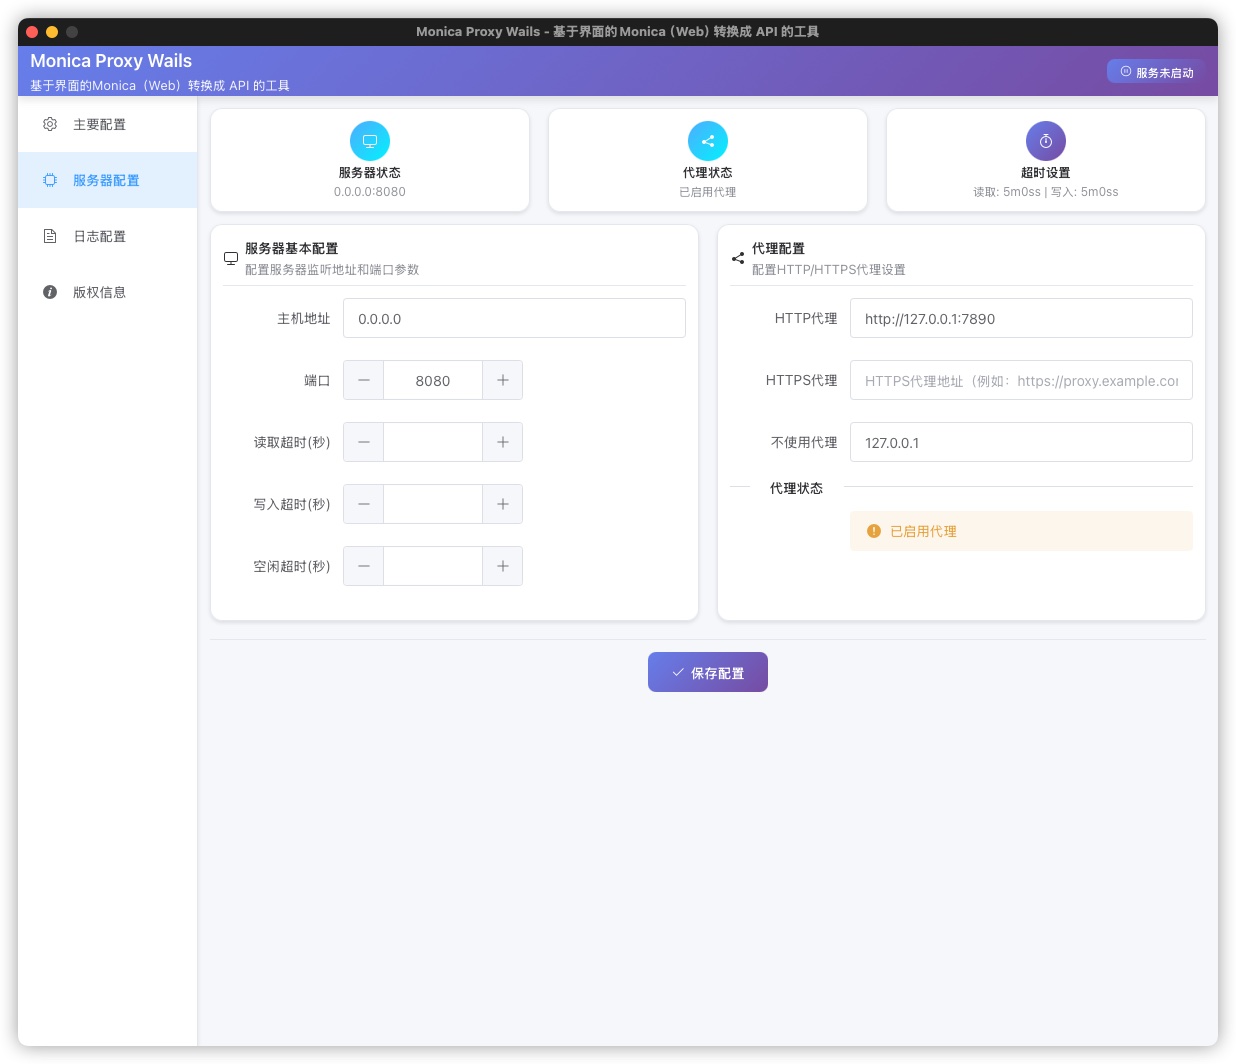 Monica Proxy Wails - 基于界面的 Monica (Web) 转换成 API 的工具
Monica Proxy Wails
基于界面的Monica（Web）转换成 API 的工具
服务未启动
主要配置
服务器配置
日志配置
版权信息
服务器状态
0.0.0.0:8080
代理状态
已启用代理
超时设置
读取: 5m0ss | 写入: 5m0ss
服务器基本配置
配置服务器监听地址和端口参数
主机地址
0.0.0.0
端口
8080
读取超时(秒)
写入超时(秒)
空闲超时(秒)
代理配置
配置HTTP/HTTPS代理设置
HTTP代理
http://127.0.0.1:7890
HTTPS代理
HTTPS代理地址（例如：https://proxy.example.co
不使用代理
127.0.0.1
代理状态
已启用代理
保存配置